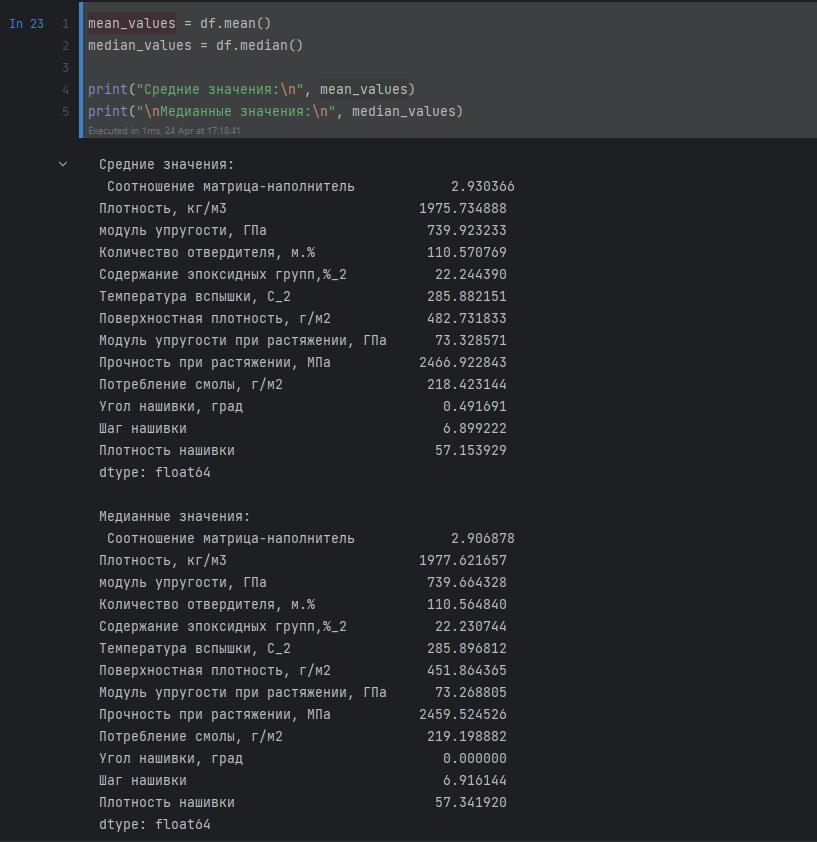 In 23
1 mean_values = df.mean()
2 median_values = df.median()
3
4 print("Средние значения:\n", mean_values)
5 print("\nМедианные значения:\n", median_values)
Executed in 1ms, 24 Apr at 17:18:41
Средние значения:
Соотношение матрица-наполнитель 2.930366
Плотность, кг/м3 1975.734888
модуль упругости, ГПа 739.923233
Количество отвердителя, м.% 110.570769
Содержание эпоксидных групп,%_2 22.244390
Температура вспышки, С_2 285.882151
Поверхностная плотность, г/м2 482.731833
Модуль упругости при растяжении, ГПа 73.328571
Прочность при растяжении, МПа 2466.922843
Потребление смолы, г/м2 218.423144
Угол нашивки, град 0.491691
Шаг нашивки 6.899222
Плотность нашивки 57.153929
dtype: float64
Медианные значения:
Соотношение матрица-наполнитель 2.906878
Плотность, кг/м3 1977.621657
модуль упругости, ГПа 739.664328
Количество отвердителя, м.% 110.564840
Содержание эпоксидных групп,%_2 22.230744
Температура вспышки, С_2 285.896812
Поверхностная плотность, г/м2 451.864365
Модуль упругости при растяжении, ГПа 73.268805
Прочность при растяжении, МПа 2459.524526
Потребление смолы, г/м2 219.198882
Угол нашивки, град 0.000000
Шаг нашивки 6.916144
Плотность нашивки 57.341920
dtype: float64